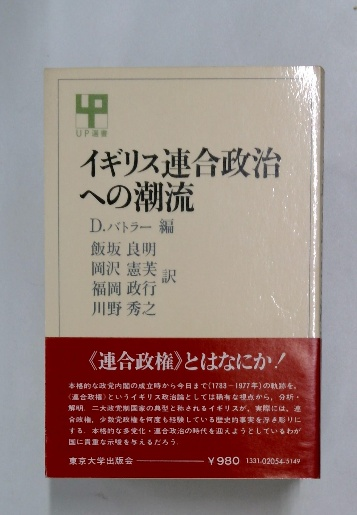 UP選書
イギリス連合政治
への潮流
D.バトラー 編
飯坂 良明
岡沢 憲芙
福岡 政行
川野 秀之
訳
《連合政権》とはなにか!
本格的な政党内閣の成立時から今日まで(1783−1977年)の軌跡を,
〈連合政権〉というイギリス政治論としては稀有な視点から, 分析・
解明. 二大政党制国家の典型と称されるイギリスが, 実際には, 連
合政権, 少数党政権を何度も経験している歴史的事実を浮き彫りに
する. 本格的な多党化・連合政治の時代を迎えようとしているわが
国に貴重な示唆を与えるだろう.
東京大学出版会 ¥980 1331-02054-5149